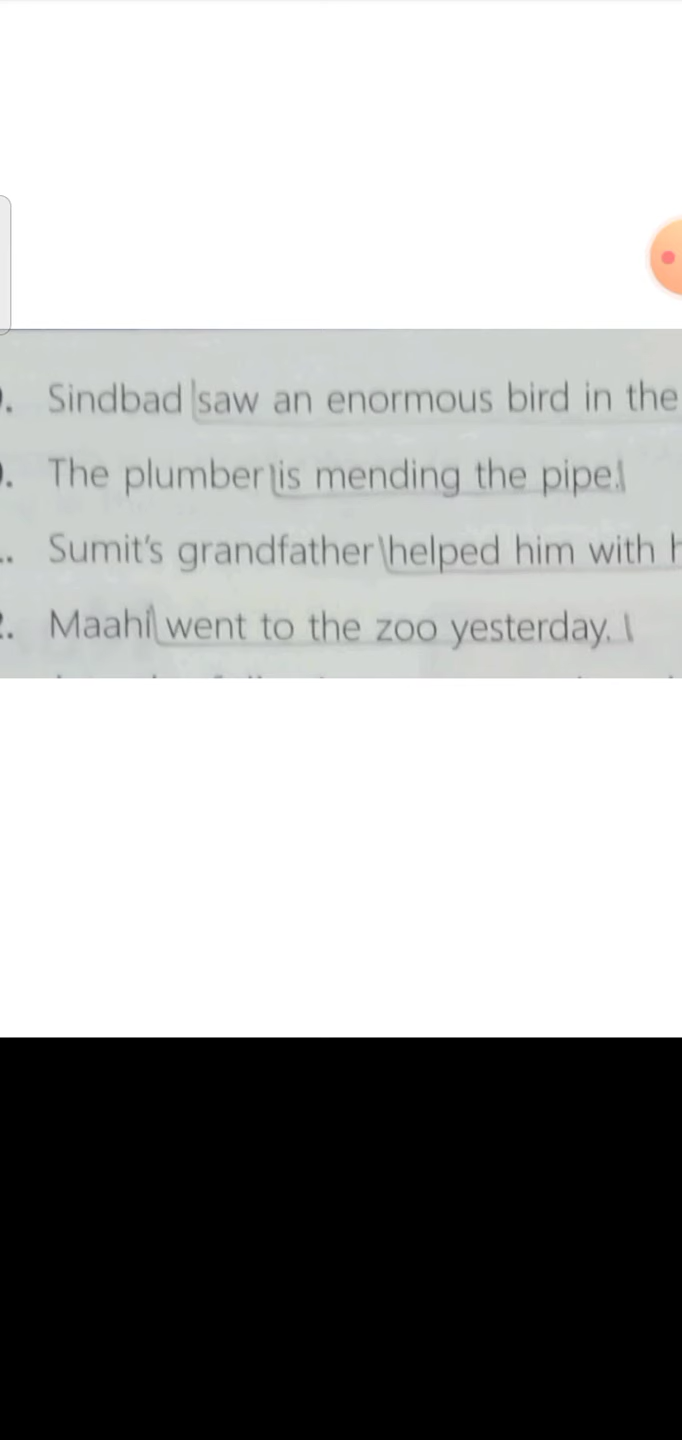 . Sindbad saw an enormous bird in the
. The plumber is mending the pipe.
. Sumit's grandfather helped him with
. Maahi went to the zoo yesterday.